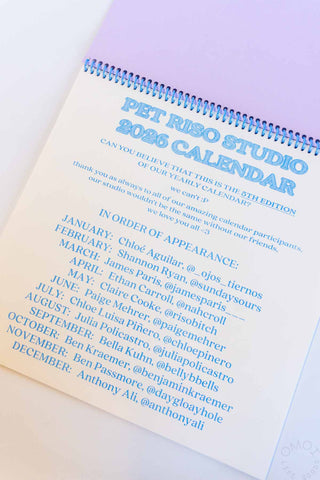 PET RISO STUDIO
2026 CALENDAR
CAN YOU BELIEVE THAT THIS IS THE 5TH EDITION
OF OUR YEARLY CALENDAR?
we can't :P
thank you as always to all of our amazing calendar participants,
our studio wouldn't be the same without our friends.
we love you all <3
IN ORDER OF APPEARANCE:
JANUARY: Chloé Aguilar, @_ojos_tiernos
FEBRUARY: Shannon Ryan, @sundaysours
MARCH: James Paris, @jamesparis___
APRIL: Ethan Carroll, @nahcroll
MAY: Claire Cooke, @risobitch
JUNE: Paige Mehrer, @paigemehrer
JULY: Chloe Luisa Piñero, @chloepinero
AUGUST: Julia Policastro, @juliapolicastro
SEPTEMBER: Bella Kuhn, @bellybbells
OCTOBER: Ben Kraemer, @benjaminkraemer
NOVEMBER: Ben Passmore, @daygloayhole
DECEMBER: Anthony Ali, @anthonyali
OMOI